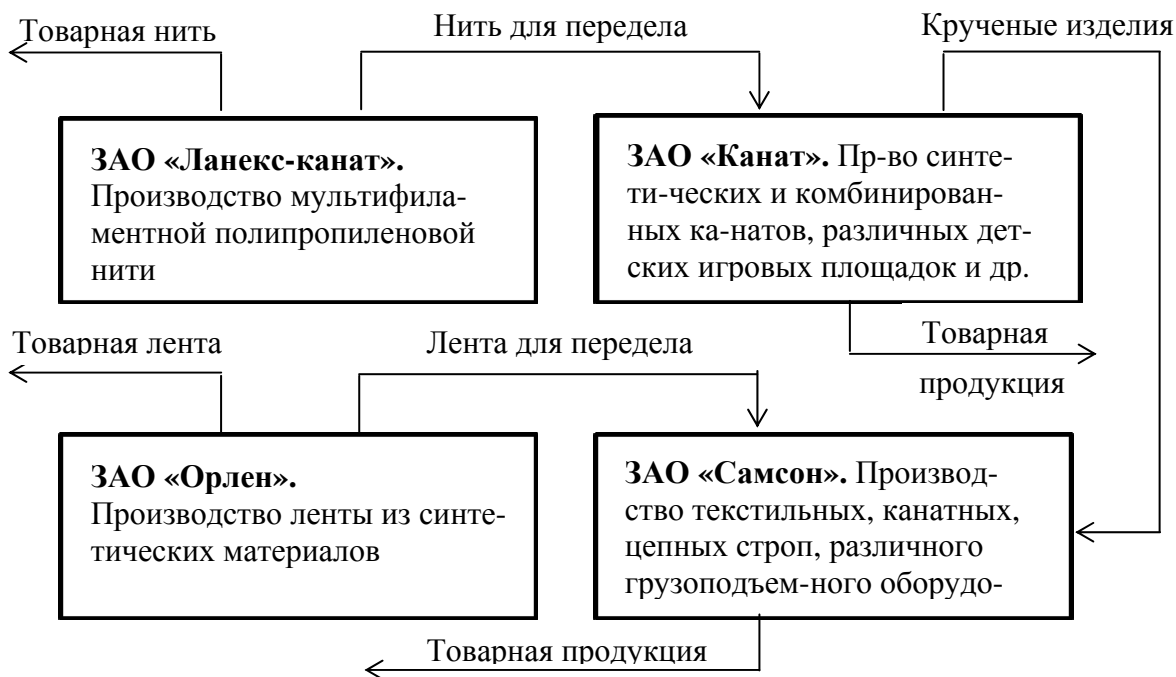 Товарная нить
Нить для передела
Крученые изделия
ЗАО «Ланекс-канат».
Производство мультифила-
ментной полипропиленовой
нити
ЗАО «Канат». Пр-во синте-
ти-ческих и комбинирован-
ных ка-натов, различных дет-
ских игровых площадок и др.
Товарная лента
Лента для передела
Товарная
продукция
ЗАО «Орлен».
Производство ленты из синте-
тических материалов
ЗАО «Самсон». Производ-
ство текстильных, канатных,
цепных строп, различного
грузоподъем-ного оборудо-
Товарная продукция